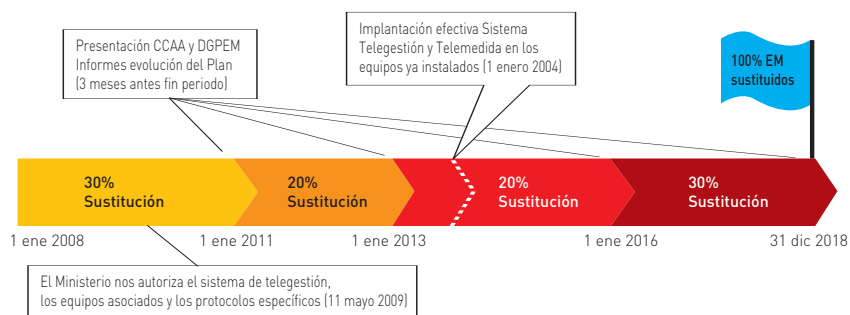 Presentación CCAA y DGPEM
Informes evolución del Plan
(3 meses antes fin periodo)
Implantación efectiva Sistema
Telegestión y Telemedida en los
equipos ya instalados (1 enero 2004)
100% EM
sustituidos
30%
Sustitución
20%
Sustitución
20%
Sustitución
30%
Sustitución
1 ene 2008
1 ene 2011
1 ene 2013
1 ene 2016
31 dic 2018
El Ministerio nos autoriza el sistema de telegestión,
los equipos asociados y los protocolos específicos (11 mayo 2009)